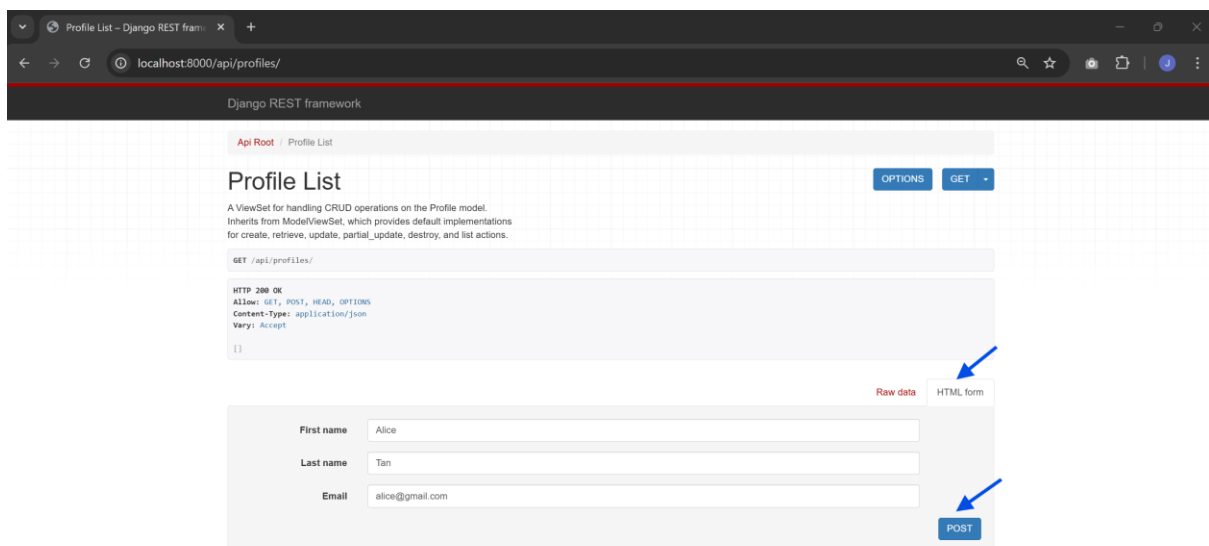 Profile List – Django REST frame
localhost:8000/api/profiles/
J
Django REST framework
Api Root / Profile List
Profile List
OPTIONS
GET
A ViewSet for handling CRUD operations on the Profile model.
Inherits from ModelViewSet, which provides default implementations
for create, retrieve, update, partial_update, destroy, and list actions.
GET /api/profiles/
HTTP 200 OK
Allow: GET, POST, HEAD, OPTIONS
Content-Type: application/json
Vary: Accept
[]
Raw data
HTML form
First name Alice
Last name Tan
Email alice@gmail.com
POST